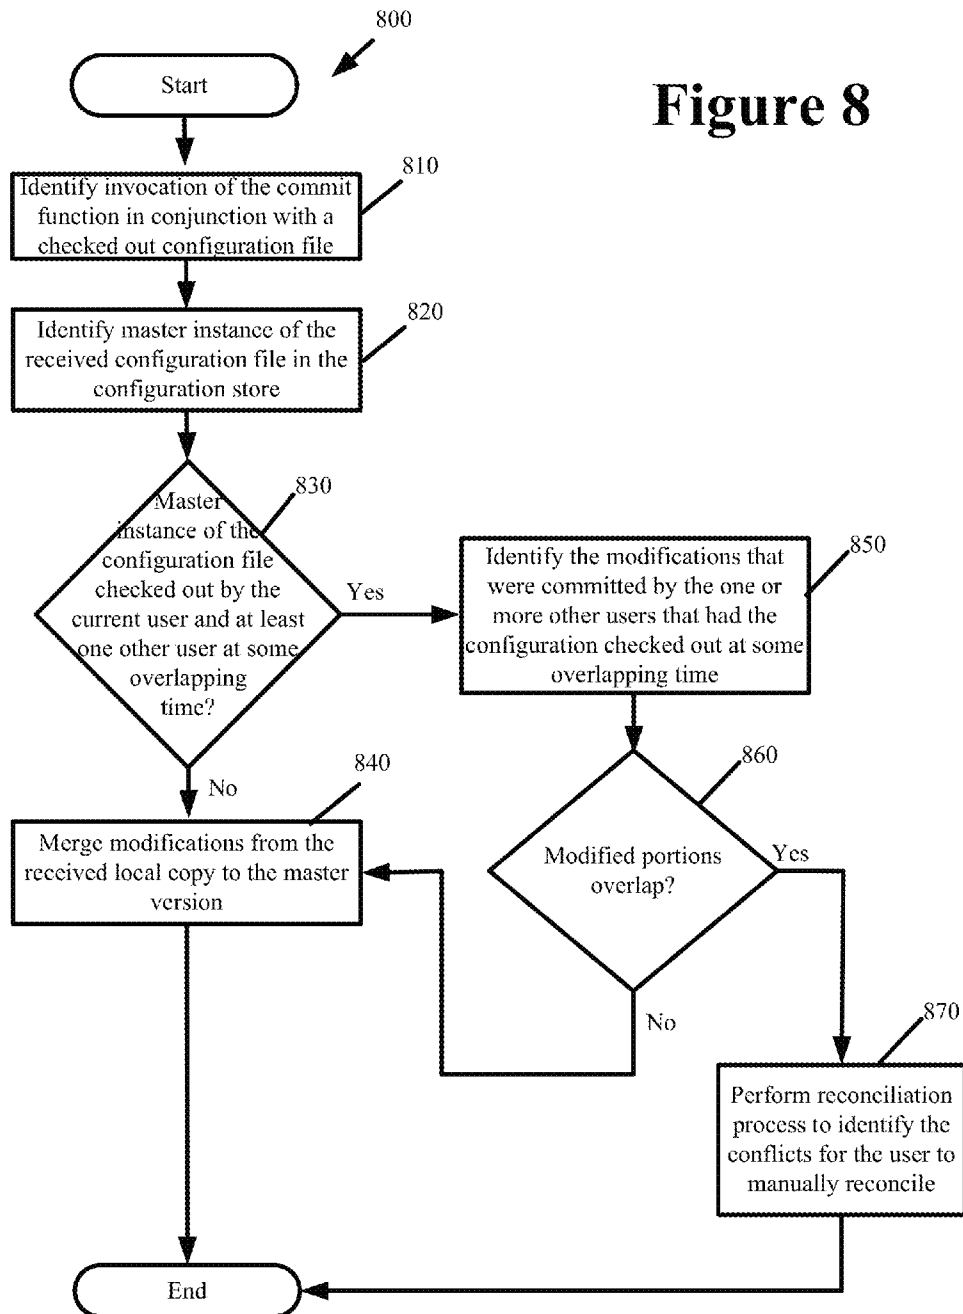 800
Start
Figure 8
810
Identify invocation of the commit
function in conjunction with a
checked out configuration file
820
Identify master instance of the
received configuration file in the
configuration store
830
Master
instance of the
configuration file
checked out by the
current user and at least
one other user at some
overlapping
time?
Yes
850
Identify the modifications that
were committed by the one or
more other users that had the
configuration checked out at some
overlapping time
No
840
Merge modifications from the
received local copy to the master
version
860
Modified portions
overlap?
Yes
No
870
Perform reconciliation
process to identify the
conflicts for the user to
manually reconcile
End